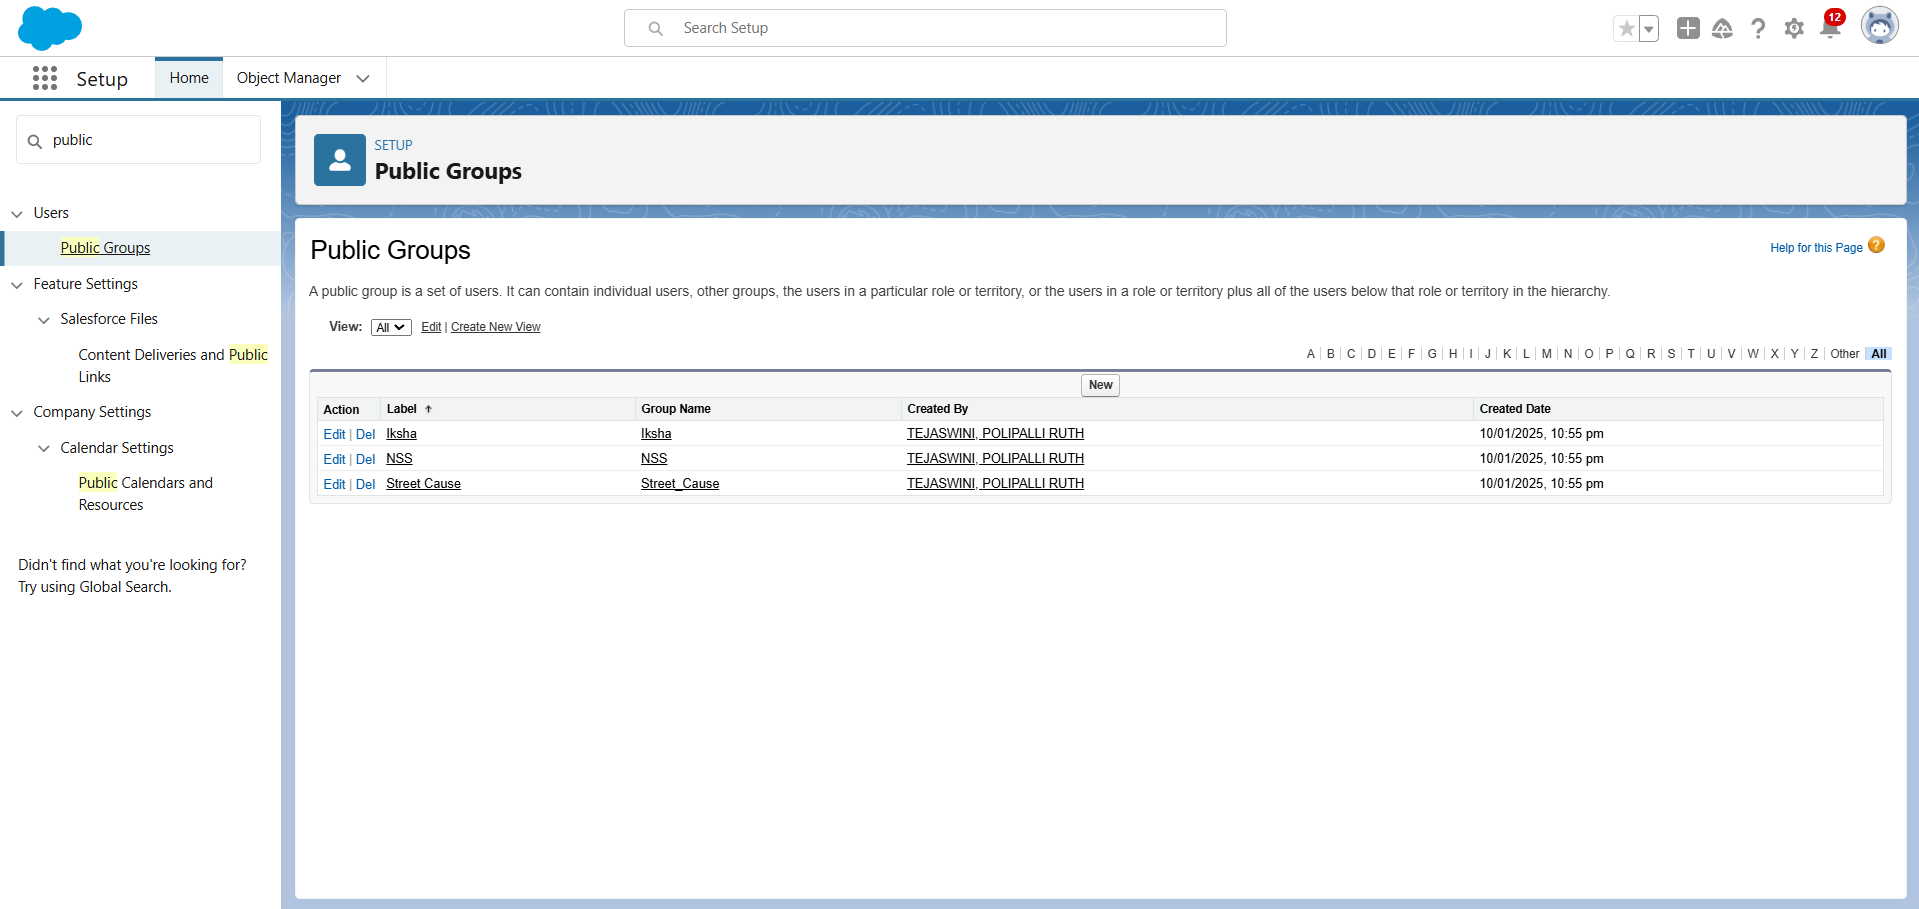 Search Setup
12
Setup
Home
Object Manager
public
Users
Public Groups
Feature Settings
Salesforce Files
Content Deliveries and Public
Links
Company Settings
Calendar Settings
Public Calendars and
Resources
Didn't find what you're looking for?
Try using Global Search.
SETUP
Public Groups
Public Groups
Help for this Page ?
A public group is a set of users. It can contain individual users, other groups, the users in a particular role or territory, or the users in a role or territory plus all of the users below that role or territory in the hierarchy.
View: All Edit | Create New View
A | B | C | D | E | F | G | H | I | J | K | L | M | N | O | P | Q | R | S | T | U | V | W | X | Y | Z | Other All
New
Action Label ↑ Group Name Created By Created Date
Edit | Del Iksha Iksha TEJASWINI, POLIPALLI RUTH 10/01/2025, 10:55 pm
Edit | Del NSS NSS TEJASWINI, POLIPALLI RUTH 10/01/2025, 10:55 pm
Edit | Del Street Cause Street_Cause TEJASWINI, POLIPALLI RUTH 10/01/2025, 10:55 pm